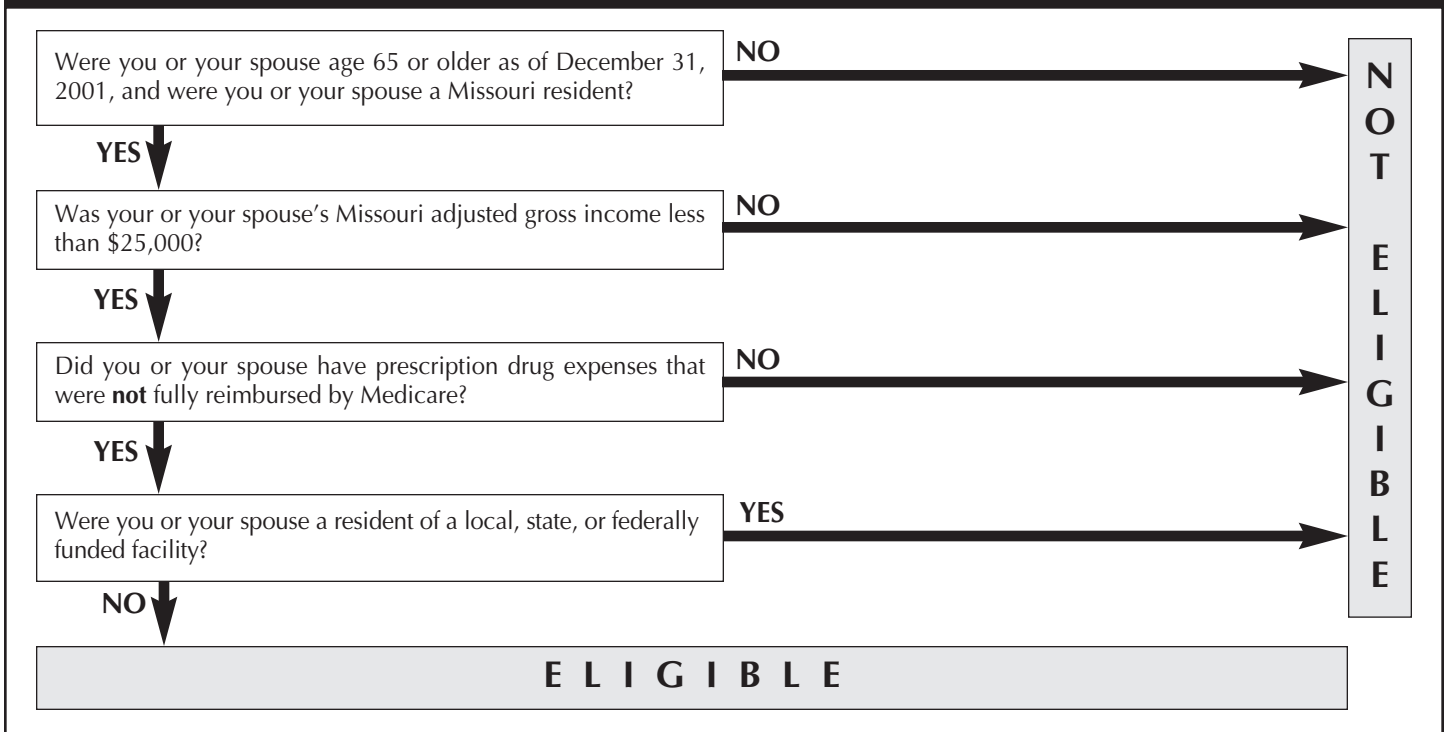 Were you or your spouse age 65 or older as of December 31,
2001, and were you or your spouse a Missouri resident?
NO
YES
Was your or your spouse's Missouri adjusted gross income less
than $25,000?
NO
YES
Did you or your spouse have prescription drug expenses that
were not fully reimbursed by Medicare?
NO
YES
Were you or your spouse a resident of a local, state, or federally
funded facility?
YES
NO
NOT ELIGIBLE
ELIGIBLE